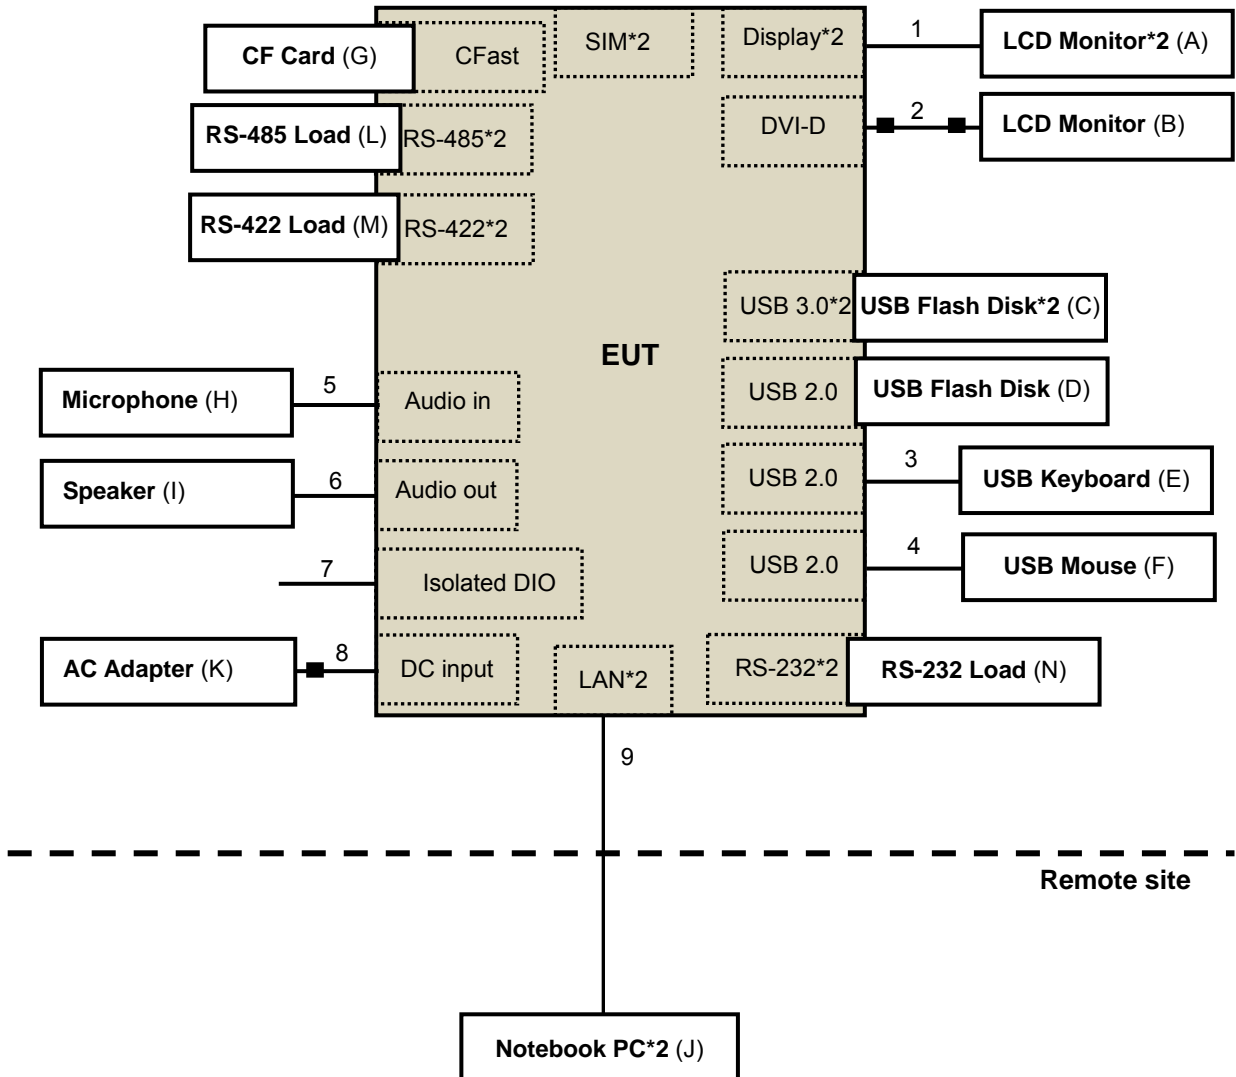 SIM*2
Display*2
1
LCD Monitor*2 (A)
CF Card (G)
CFast
DVI-D
2
LCD Monitor (B)
RS-485 Load (L)
RS-485*2
RS-422 Load (M)
RS-422*2
USB 3.0*2
USB Flash Disk*2 (C)
EUT
Microphone (H)
5
Audio in
USB 2.0
USB Flash Disk (D)
Speaker (I)
6
Audio out
USB 2.0
3
USB Keyboard (E)
7
Isolated DIO
USB 2.0
4
USB Mouse (F)
AC Adapter (K)
8
DC input
LAN*2
RS-232*2
RS-232 Load (N)
9
Remote site
Notebook PC*2 (J)